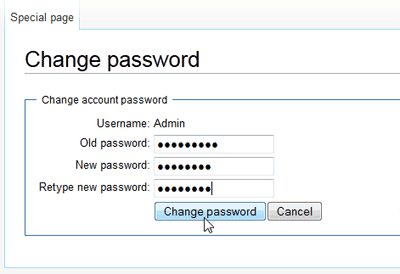 Special page
Change password
Change account password
Username: Admin
Old password: ●●●●●●●●●
New password: ●●●●●●●●
Retype new password: ●●●●●●●●
Change password Cancel